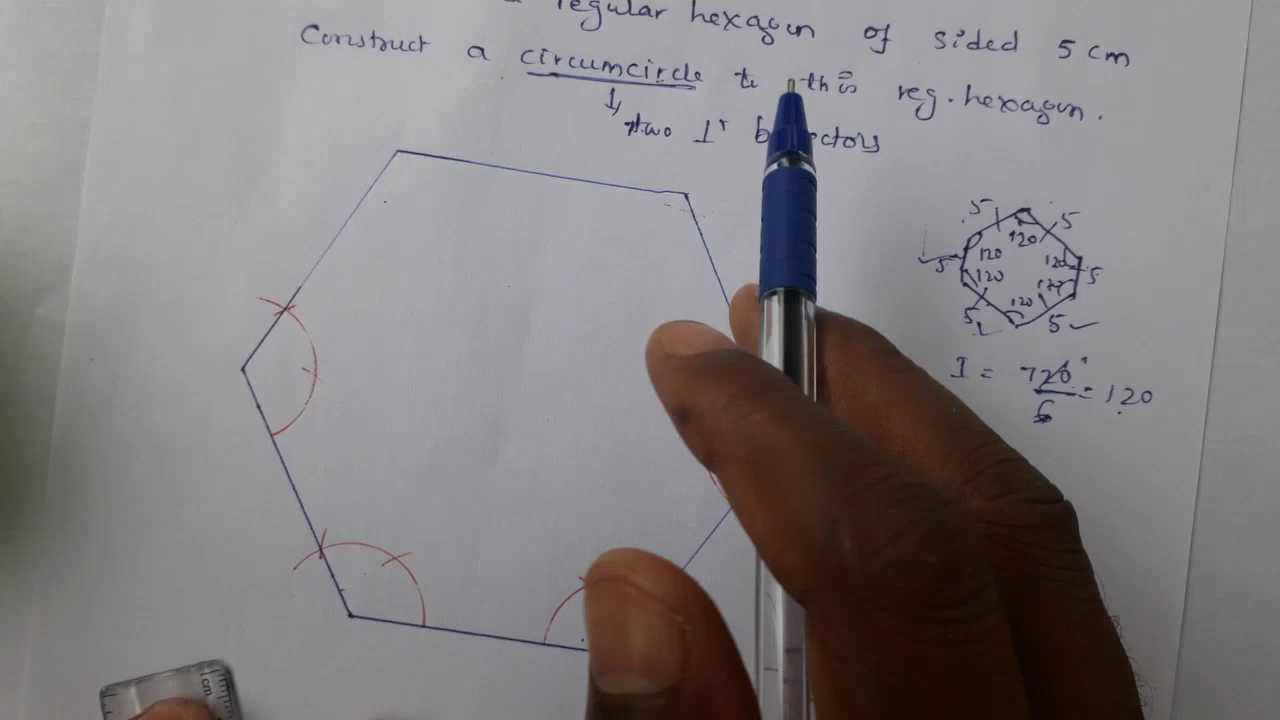 regular hexagon of sided 5 cm
Construct a circumcircle to this reg. hexagon.
two
5 5
120
120 120
5 5
120
120
5 5
I = 720° = 120
6
cm